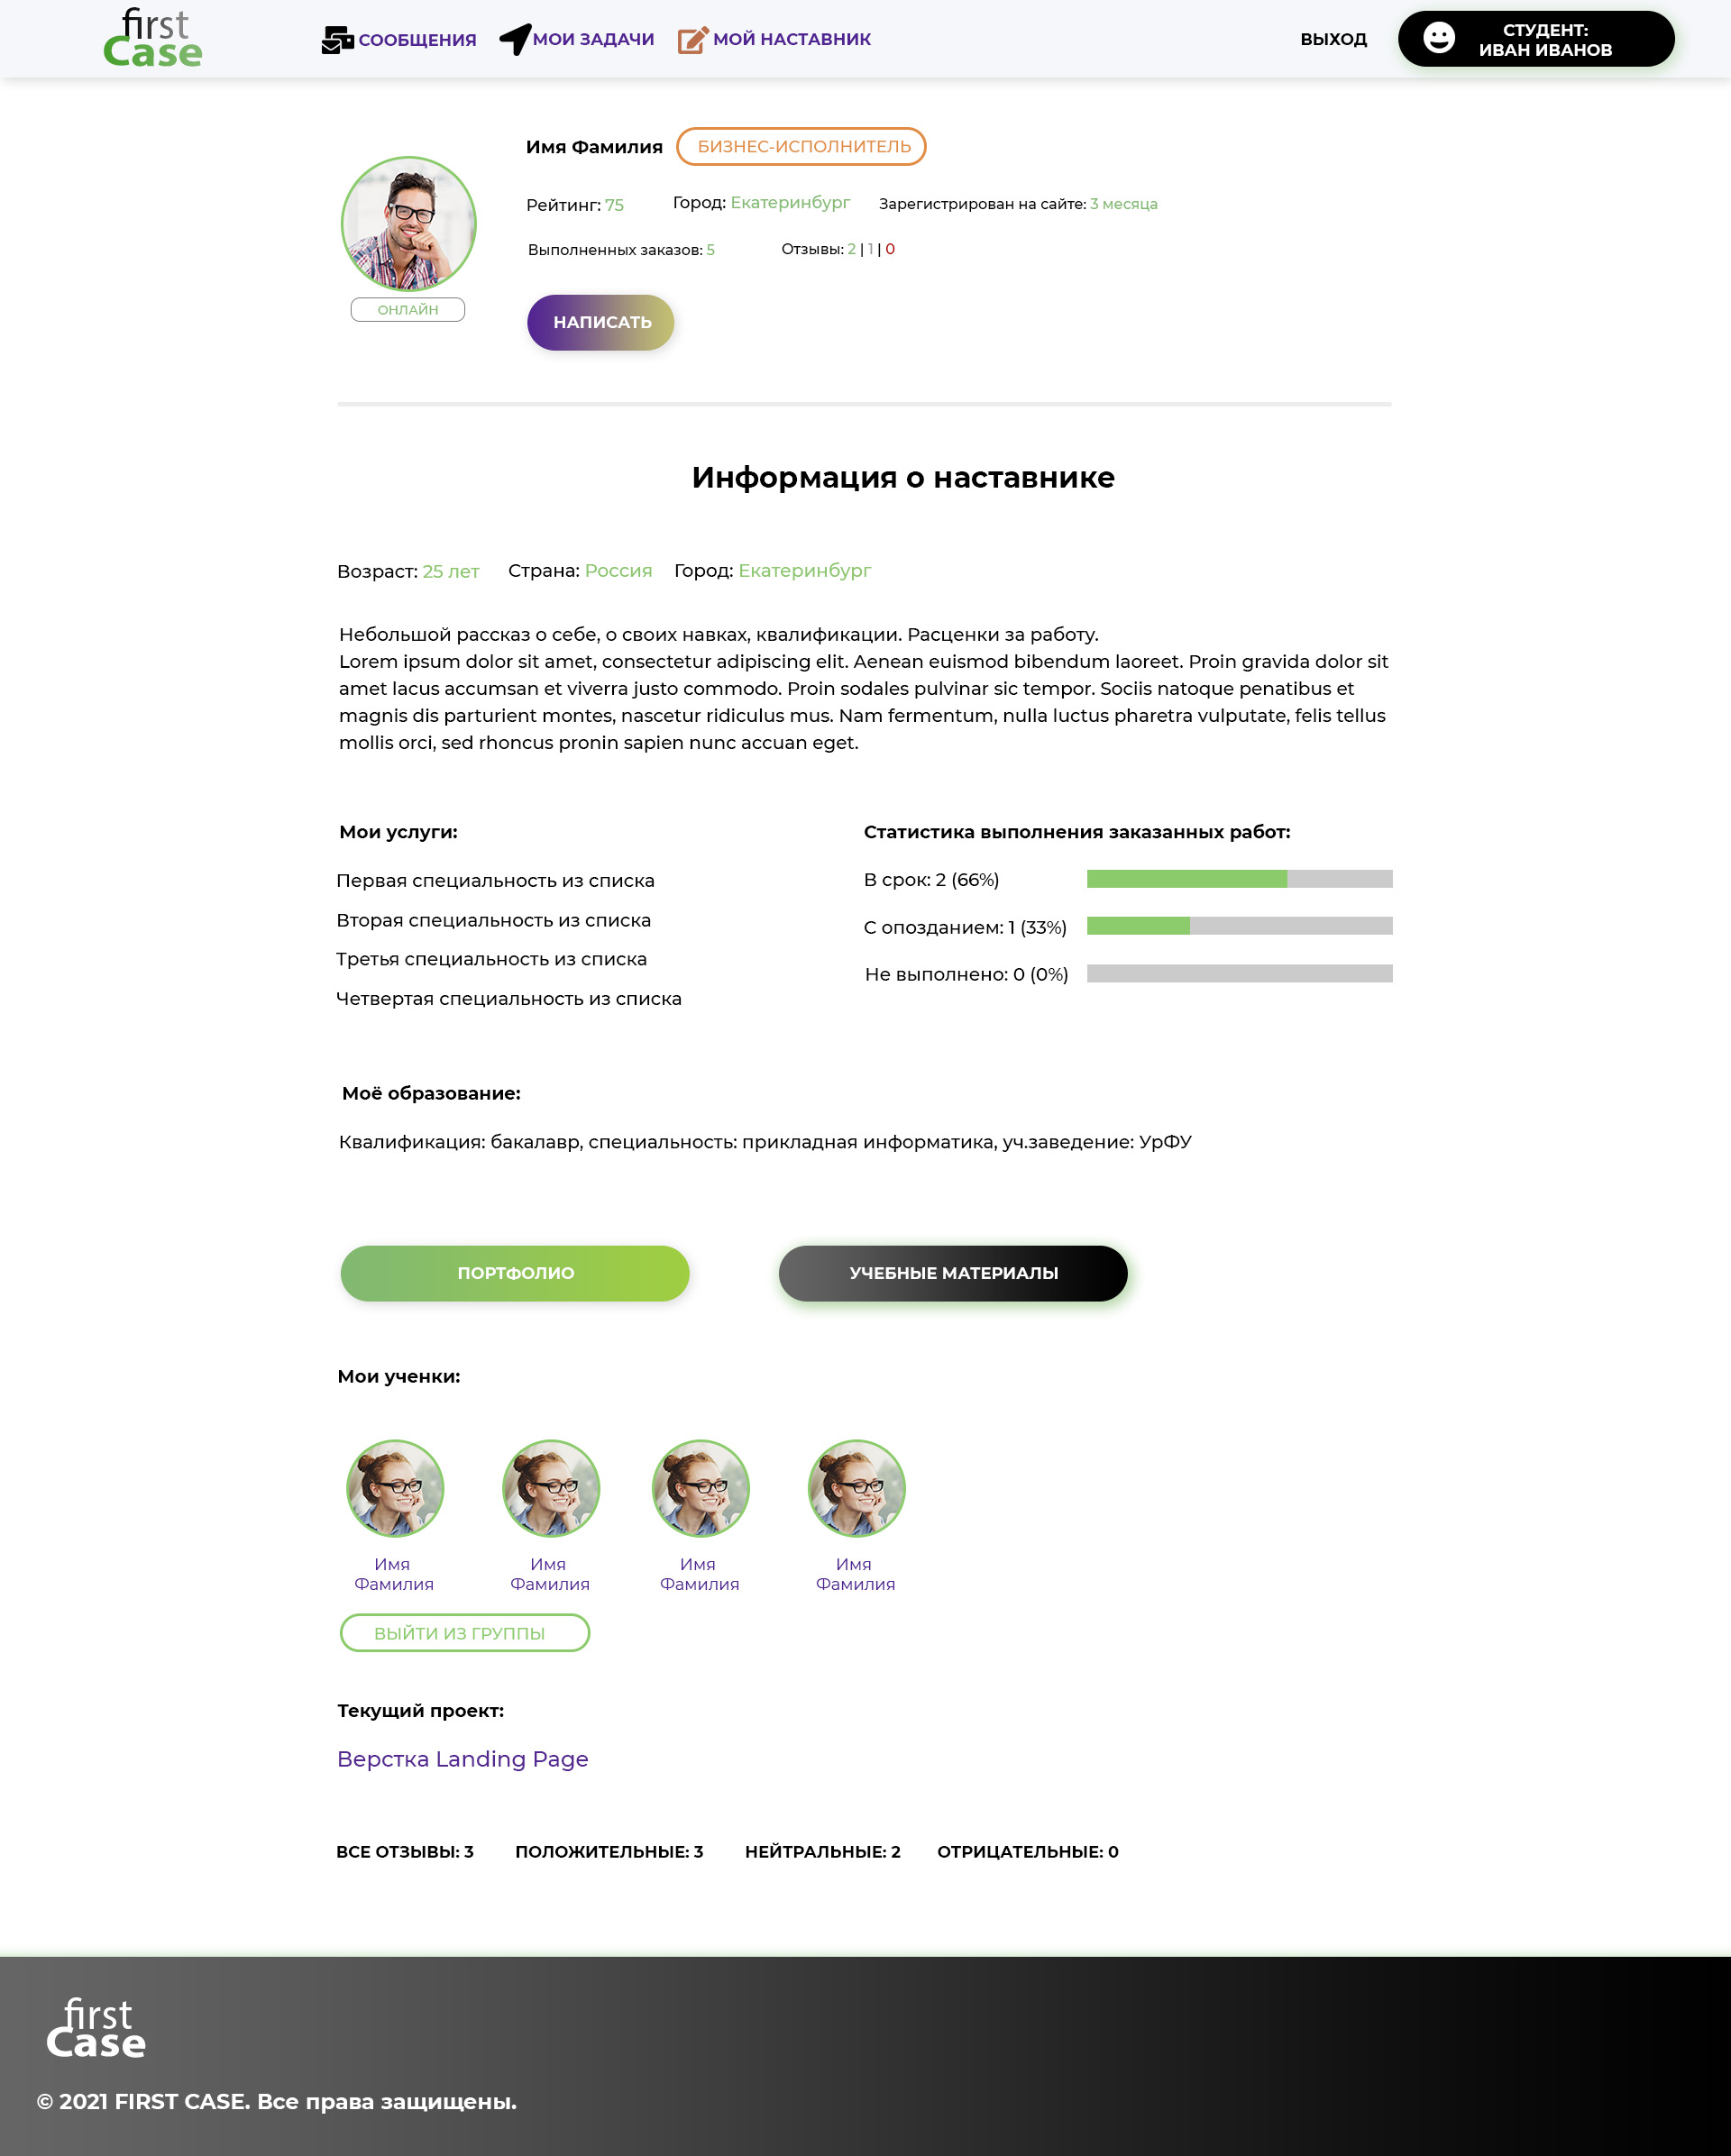 first
Case
СООБЩЕНИЯ
МОИ ЗАДАЧИ
МОЙ НАСТАВНИК
ВЫХОД
СТУДЕНТ:
ИВАН ИВАНОВ
Имя Фамилия
БИЗНЕС-ИСПОЛНИТЕЛЬ
Рейтинг: 75
Город: Екатеринбург
Зарегистрирован на сайте: 3 месяца
Выполненных заказов: 5
Отзывы: 2 | 1 | 0
ОНЛАЙН
НАПИСАТЬ
Информация о наставнике
Возраст: 25 лет
Страна: Россия
Город: Екатеринбург
Небольшой рассказ о себе, о своих навках, квалификации. Расценки за работу.
Lorem ipsum dolor sit amet, consectetur adipiscing elit. Aenean euismod bibendum laoreet. Proin gravida dolor sit
amet lacus accumsan et viverra justo commodo. Proin sodales pulvinar sic tempor. Sociis natoque penatibus et
magnis dis parturient montes, nascetur ridiculus mus. Nam fermentum, nulla luctus pharetra vulputate, felis tellus
mollis orci, sed rhoncus pronin sapien nunc accuan eget.
Мои услуги:
Первая специальность из списка
Вторая специальность из списка
Третья специальность из списка
Четвертая специальность из списка
Статистика выполнения заказанных работ:
В срок: 2 (66%)
С опозданием: 1 (33%)
Не выполнено: 0 (0%)
Моё образование:
Квалификация: бакалавр, специальность: прикладная информатика, уч.заведение: УрФУ
ПОРТФОЛИО
УЧЕБНЫЕ МАТЕРИАЛЫ
Мои ученки:
Имя
Фамилия
Имя
Фамилия
Имя
Фамилия
Имя
Фамилия
ВЫЙТИ ИЗ ГРУППЫ
Текущий проект:
Верстка Landing Page
ВСЕ ОТЗЫВЫ: 3
ПОЛОЖИТЕЛЬНЫЕ: 3
НЕЙТРАЛЬНЫЕ: 2
ОТРИЦАТЕЛЬНЫЕ: 0
first
Case
© 2021 FIRST CASE. Все права защищены.